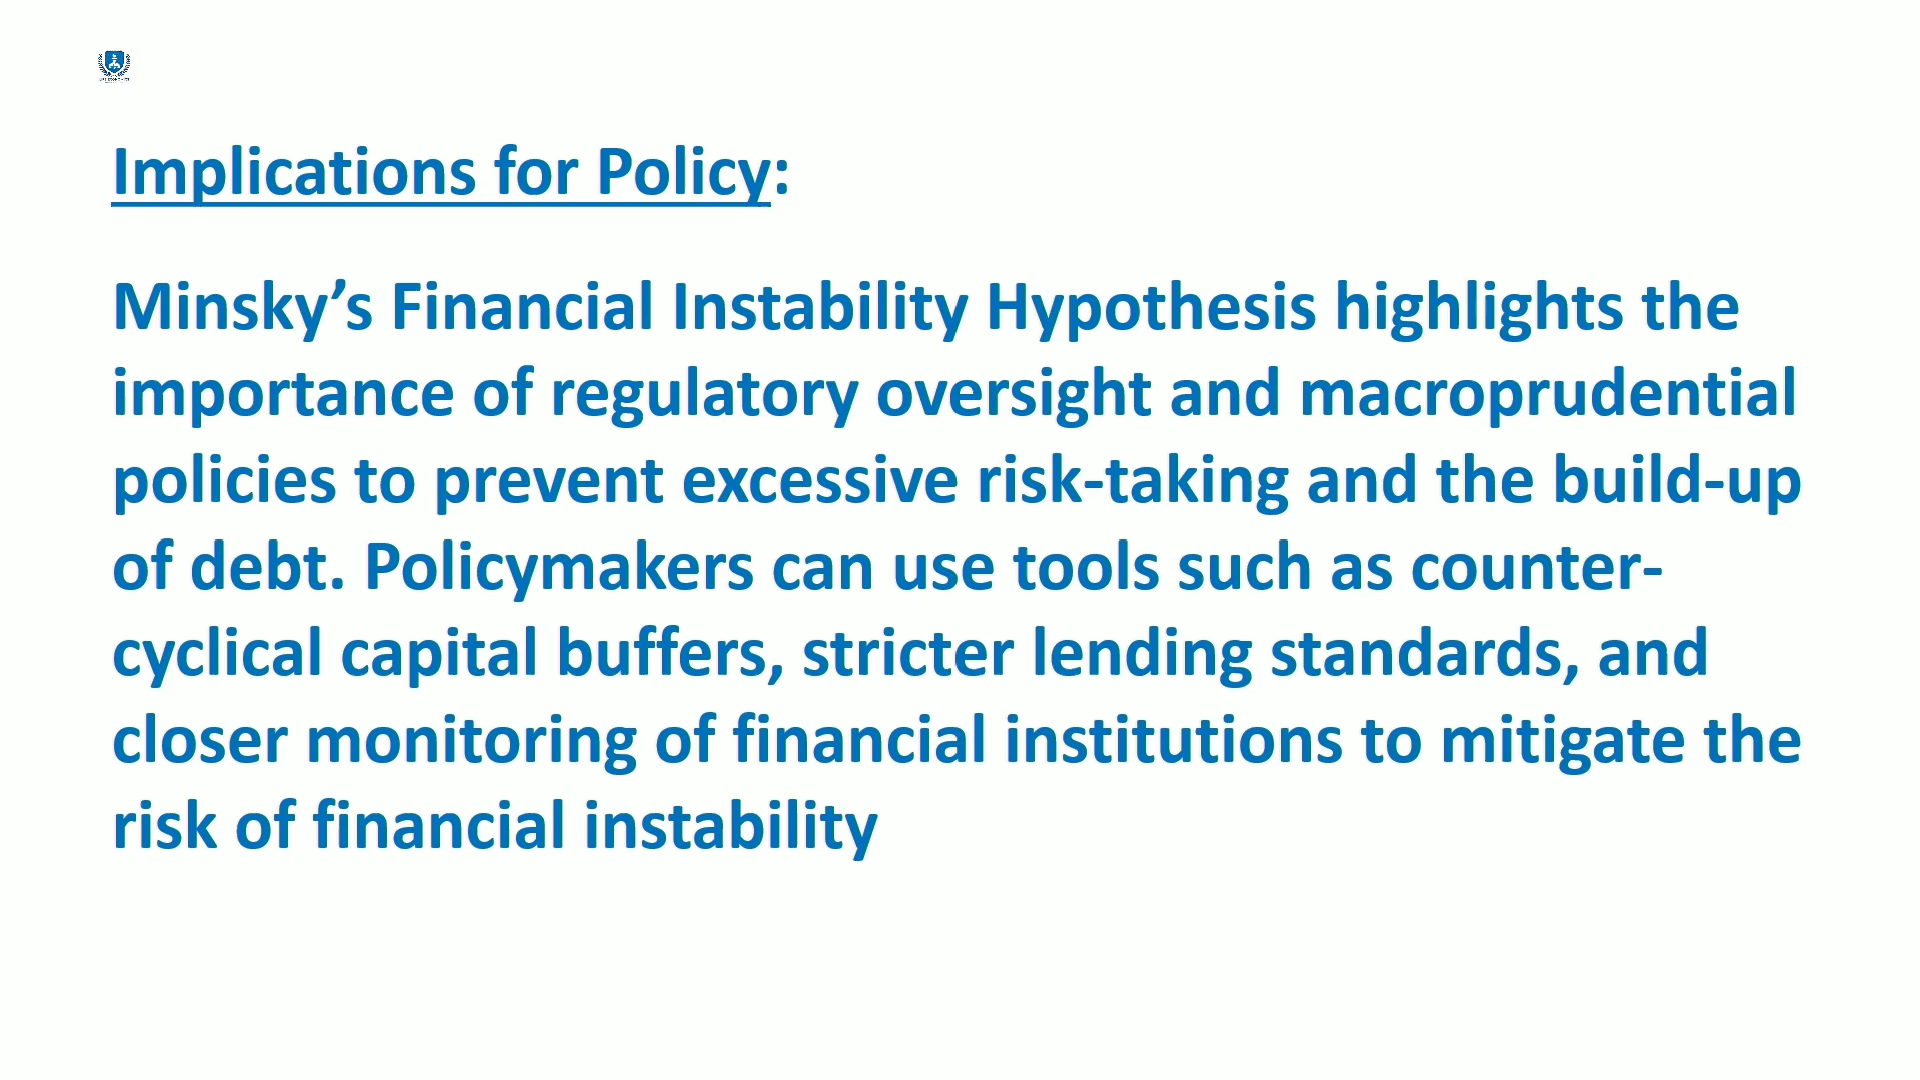 Implications for Policy:
Minsky’s Financial Instability Hypothesis highlights the
importance of regulatory oversight and macroprudential
policies to prevent excessive risk-taking and the build-up
of debt. Policymakers can use tools such as counter-
cyclical capital buffers, stricter lending standards, and
closer monitoring of financial institutions to mitigate the
risk of financial instability